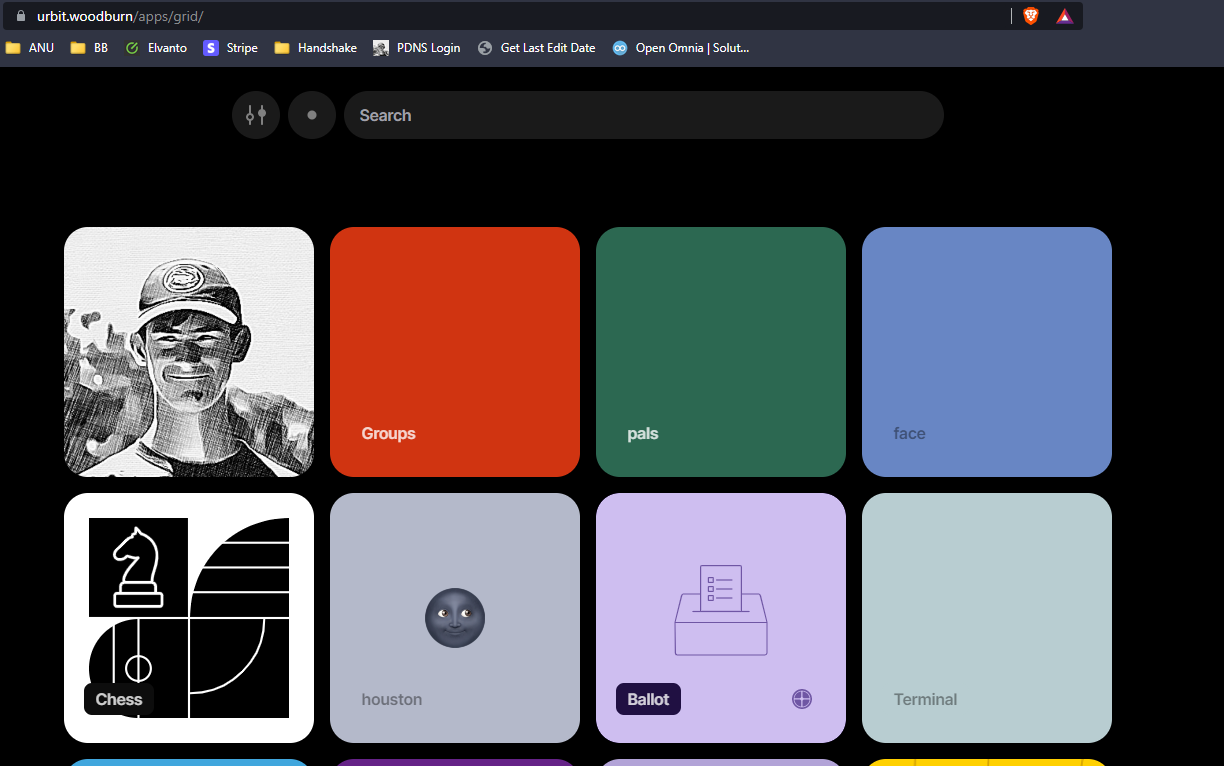 urbit.woodburn/apps/grid/
ANU BB Elvanto S Stripe Handshake PDNS Login Get Last Edit Date Open Omnia | Solut...
Search
Groups pals face
Chess houston Ballot Terminal